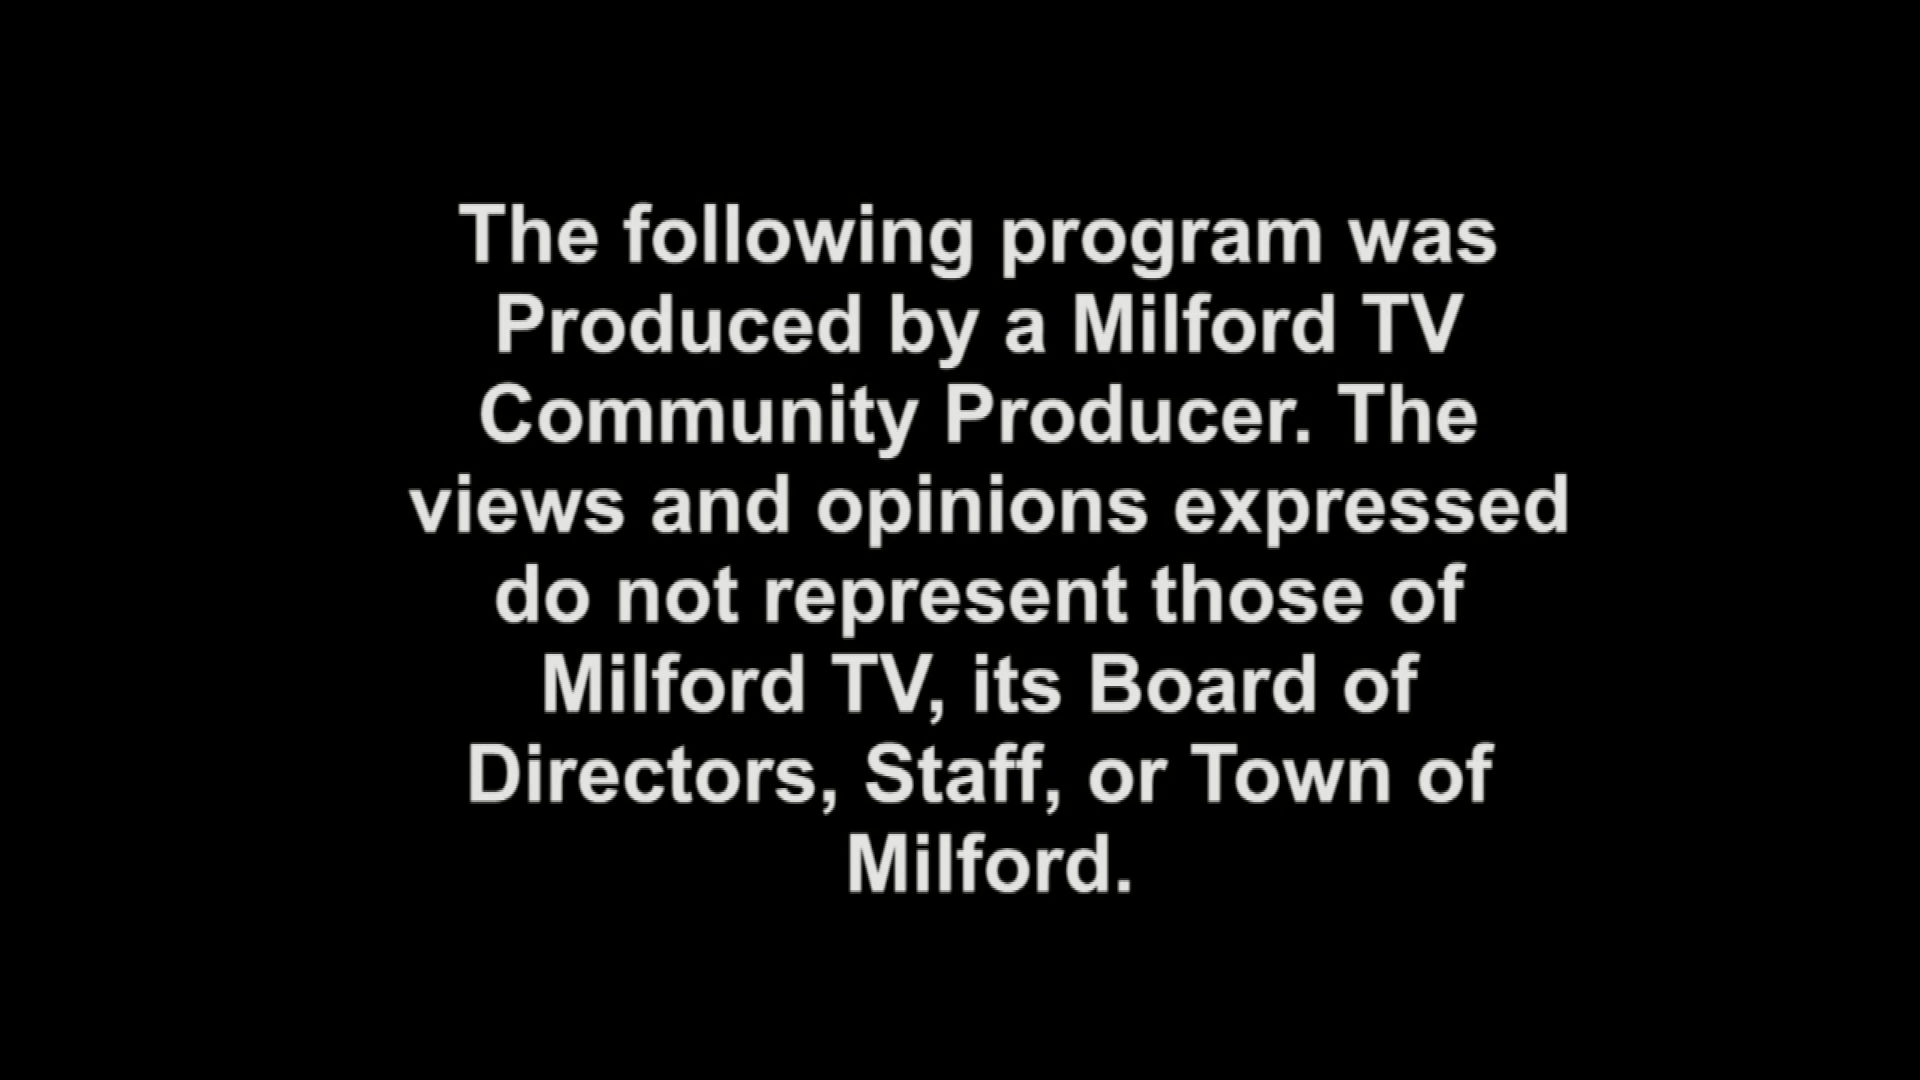 The following program was
Produced by a Milford TV
Community Producer. The
views and opinions expressed
do not represent those of
Milford TV, its Board of
Directors, Staff, or Town of
Milford.